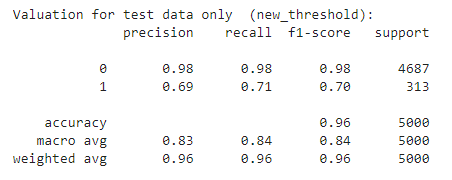 Valuation for test data only (new_threshold):
precision recall f1-score support
0 0.98 0.98 0.98 4687
1 0.69 0.71 0.70 313
accuracy 0.96 5000
macro avg 0.83 0.84 0.84 5000
weighted avg 0.96 0.96 0.96 5000